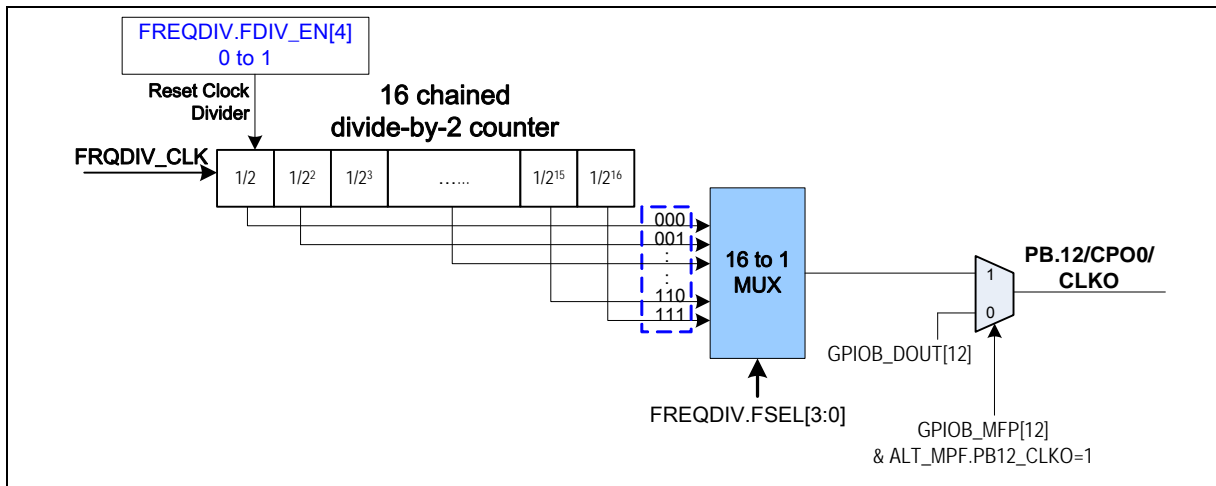 FREQDIV.FDIV_EN[4]
0 to 1
Reset Clock
Divider
16 chained
divide-by-2 counter
FRQDIV_CLK
1/2
1/2²
1/2³
…...
1/2¹⁵
1/2¹⁶
000
001
:
:
110
111
16 to 1
MUX
FREQDIV.FSEL[3:0]
PB.12/CPO0/
CLKO
1
0
GPIOB_DOUT[12]
GPIOB_MFP[12]
& ALT_MPF.PB12_CLKO=1